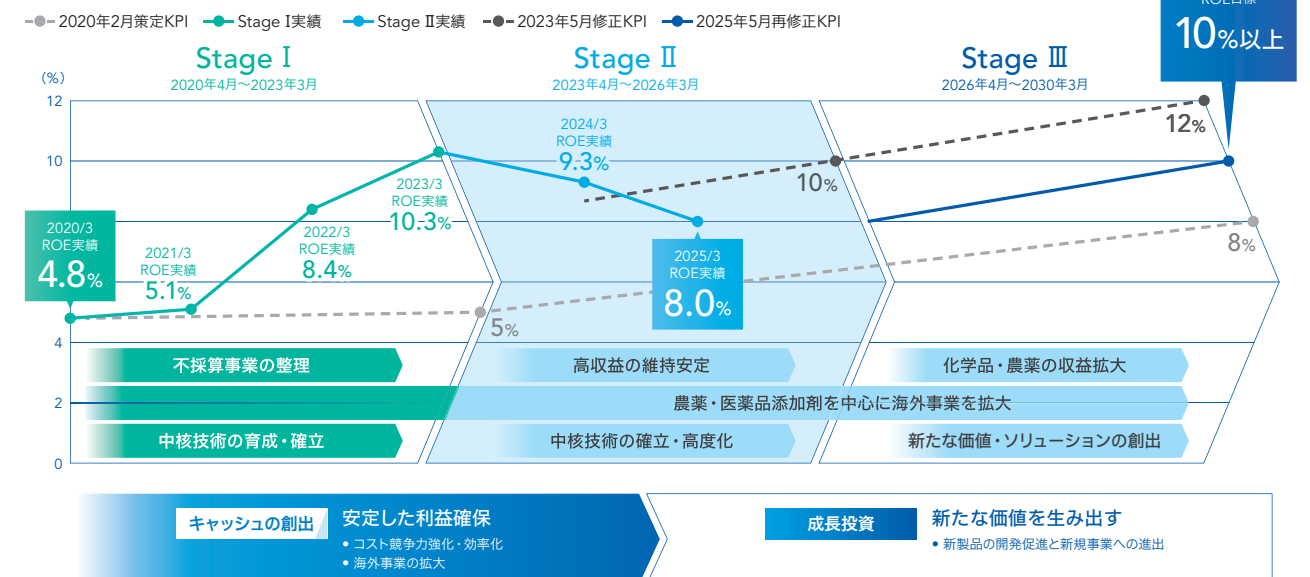 2020年2月策定KPI
Stage Ⅰ実績
Stage Ⅱ実績
2023年5月修正KPI
2025年5月再修正KPI
ROE目標
10%以上
Stage Ⅰ
2020年4月～2023年3月
Stage Ⅱ
2023年4月～2026年3月
Stage Ⅲ
2026年4月～2030年3月
（%）
12
10
4
2
0
2020/3
ROE実績
4.8%
2021/3
ROE実績
5.1%
2022/3
ROE実績
8.4%
2023/3
ROE実績
10.3%
2024/3
ROE実績
9.3%
2025/3
ROE実績
8.0%
5%
10%
12%
8%
不採算事業の整理
高収益の維持安定
化学品・農薬の収益拡大
農薬・医薬品添加剤を中心に海外事業を拡大
中核技術の育成・確立
中核技術の確立・高度化
新たな価値・ソリューションの創出
キャッシュの創出
安定した利益確保
• コスト競争力強化・効率化
• 海外事業の拡大
成長投資
新たな価値を生み出す
• 新製品の開発促進と新規事業への進出